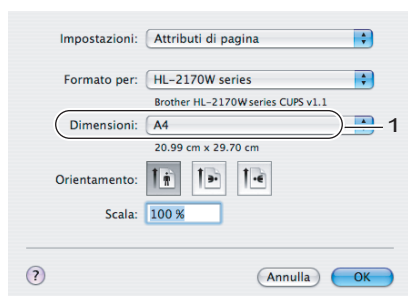 Impostazioni: Attributi di pagina
Formato per: HL-2170W series
Brother HL-2170W series CUPS v1.1
Dimensioni: A4 1
20.99 cm x 29.70 cm
Orientamento:
Scala: 100 %
? Annulla OK